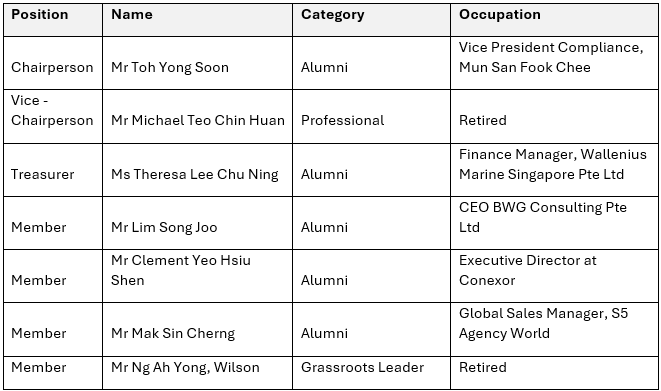 Position Name Category Occupation
Chairperson Mr Toh Yong Soon Alumni Vice President Compliance,
Mun San Fook Chee
Vice -
Chairperson Mr Michael Teo Chin Huan Professional Retired
Treasurer Ms Theresa Lee Chu Ning Alumni Finance Manager, Wallenius
Marine Singapore Pte Ltd
Member Mr Lim Song Joo Alumni CEO BWG Consulting Pte
Ltd
Member Mr Clement Yeo Hsiu
Shen Alumni Executive Director at
Conexor
Member Mr Mak Sin Cherng Alumni Global Sales Manager, S5
Agency World
Member Mr Ng Ah Yong, Wilson Grassroots Leader Retired